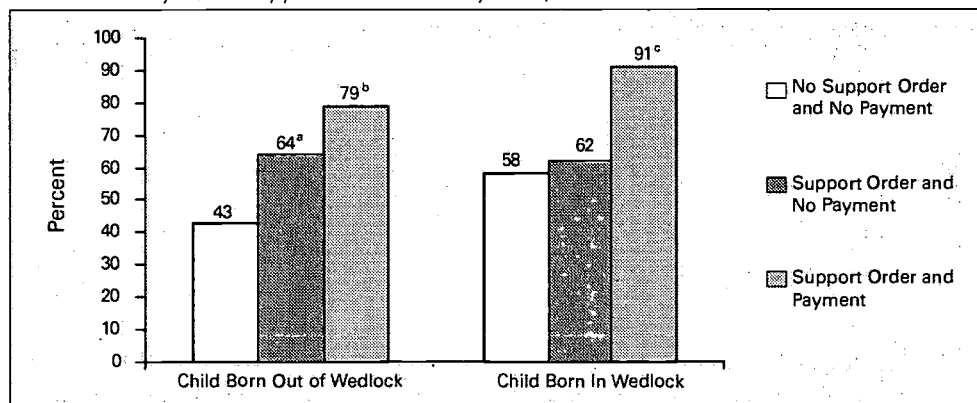 100
90
80
70
60
50
40
30
20
10
0
Percent
43
64ᵃ
79ᵇ
58
62
91ᶜ
Child Born Out of Wedlock
Child Born In Wedlock
No Support Order
and No Payment
Support Order and
No Payment
Support Order and
Payment